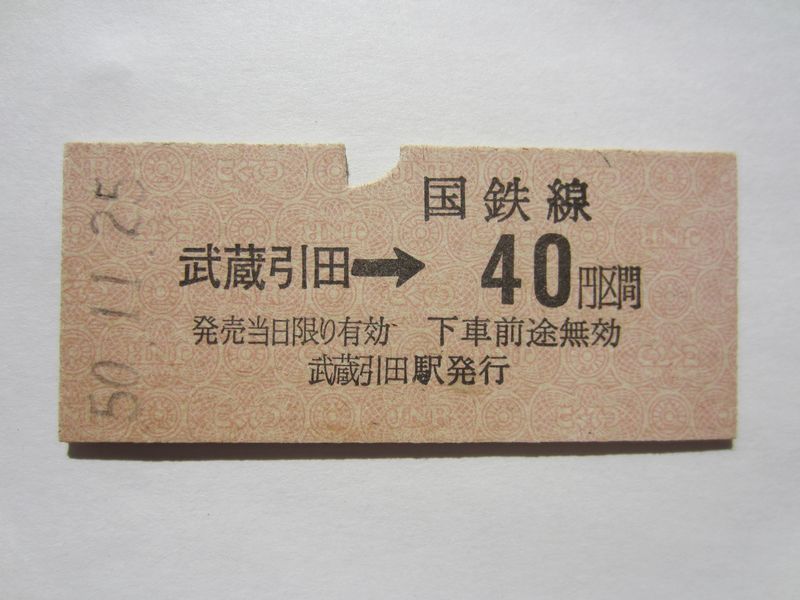 国鉄線
武蔵引田→ 40円区間
発売当日限り有効 下車前途無効
武蔵引田駅発行
50.11.25